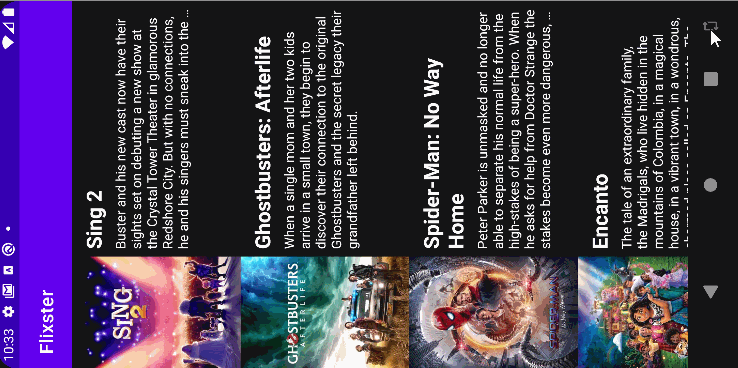 10:33
Flixster
SING
2
Sing 2
Buster and his new cast now have their
sights set on debuting a new show at
the Crystal Tower Theater in glamorous
Redshore City. But with no connections,
he and his singers must sneak into the ...
GHOSTBUSTERS
AFTERLIFE
Ghostbusters: Afterlife
When a single mom and her two kids
arrive in a small town, they begin to
discover their connection to the original
Ghostbusters and the secret legacy their
grandfather left behind.
Spider-Man: No Way
Home
Peter Parker is unmasked and no longer
able to separate his normal life from the
high-stakes of being a super-hero. When
he asks for help from Doctor Strange the
stakes become even more dangerous, ...
Encanto
The tale of an extraordinary family,
the Madrigals, who live hidden in the
mountains of Colombia, in a magical
house, in a vibrant town, in a wondrous,